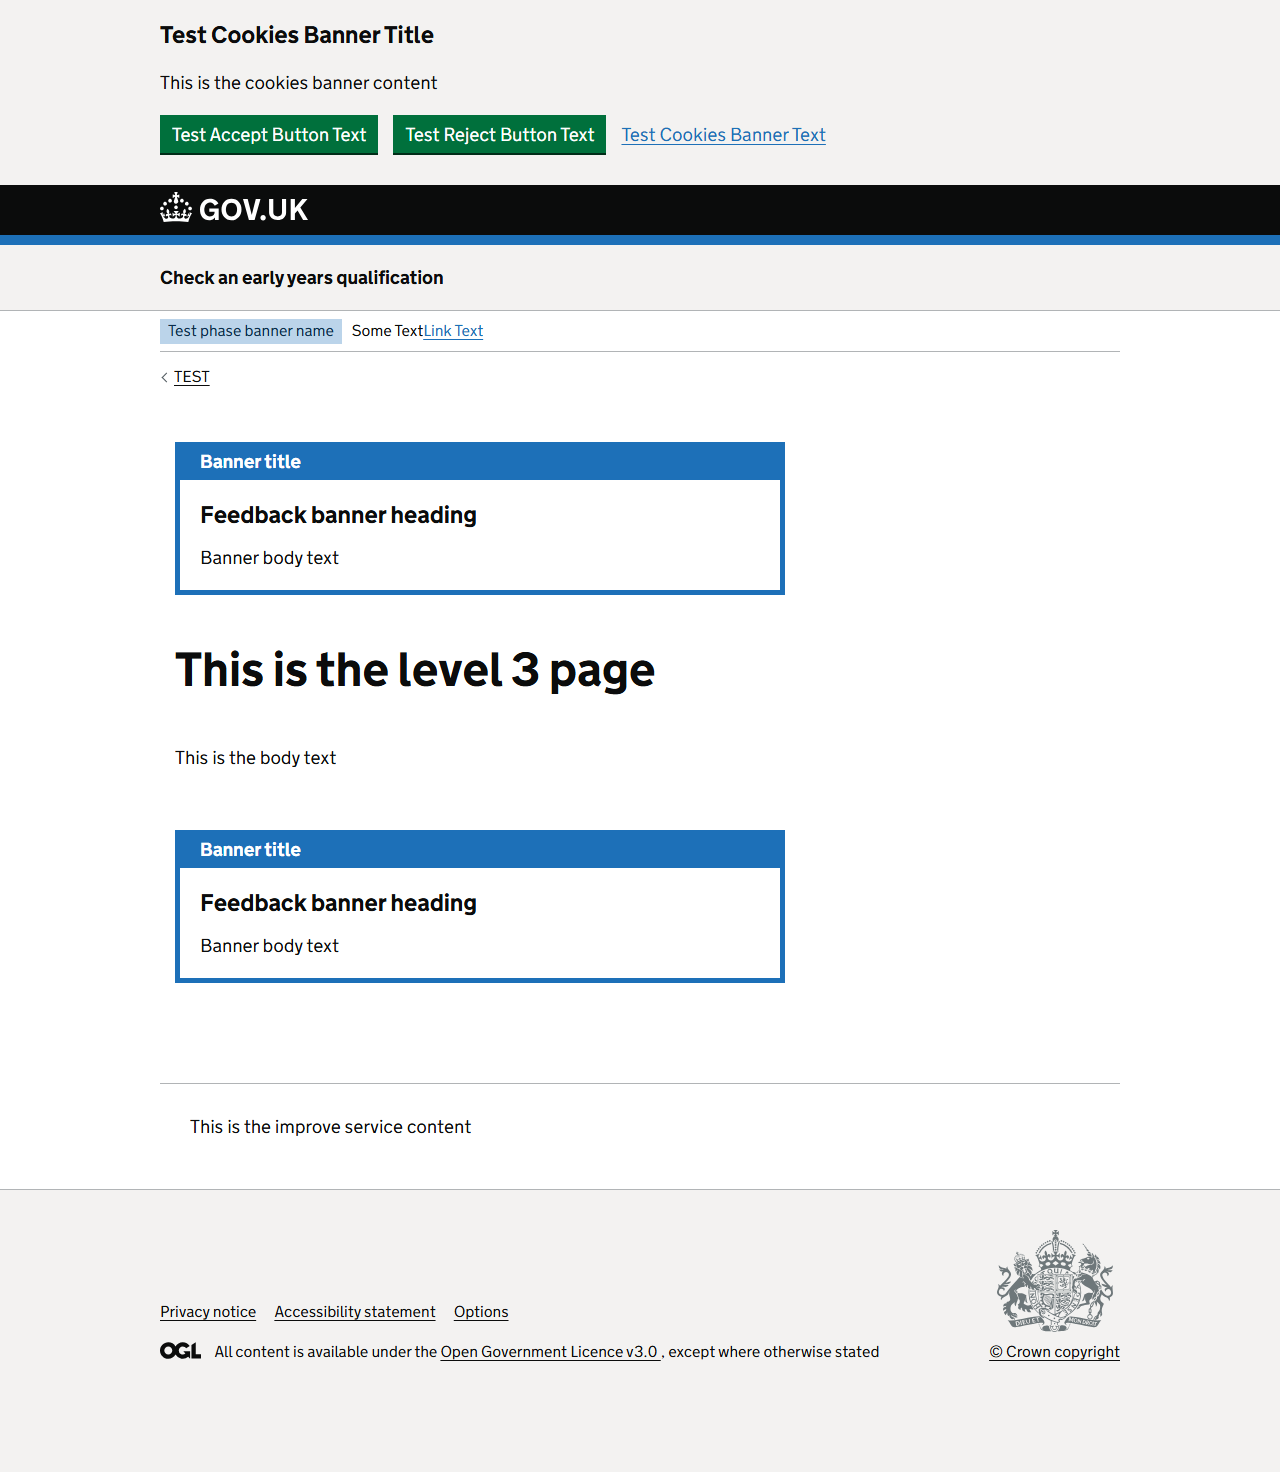 Test Cookies Banner Title
This is the cookies banner content
Test Accept Button Text Test Reject Button Text Test Cookies Banner Text
GOV.UK
Check an early years qualification
Test phase banner name Some TextLink Text
TEST
Banner title
Feedback banner heading
Banner body text
This is the level 3 page
This is the body text
Banner title
Feedback banner heading
Banner body text
This is the improve service content
DIEU ET MON DROIT
Privacy notice Accessibility statement Options
OGL All content is available under the Open Government Licence v3.0 , except where otherwise stated © Crown copyright